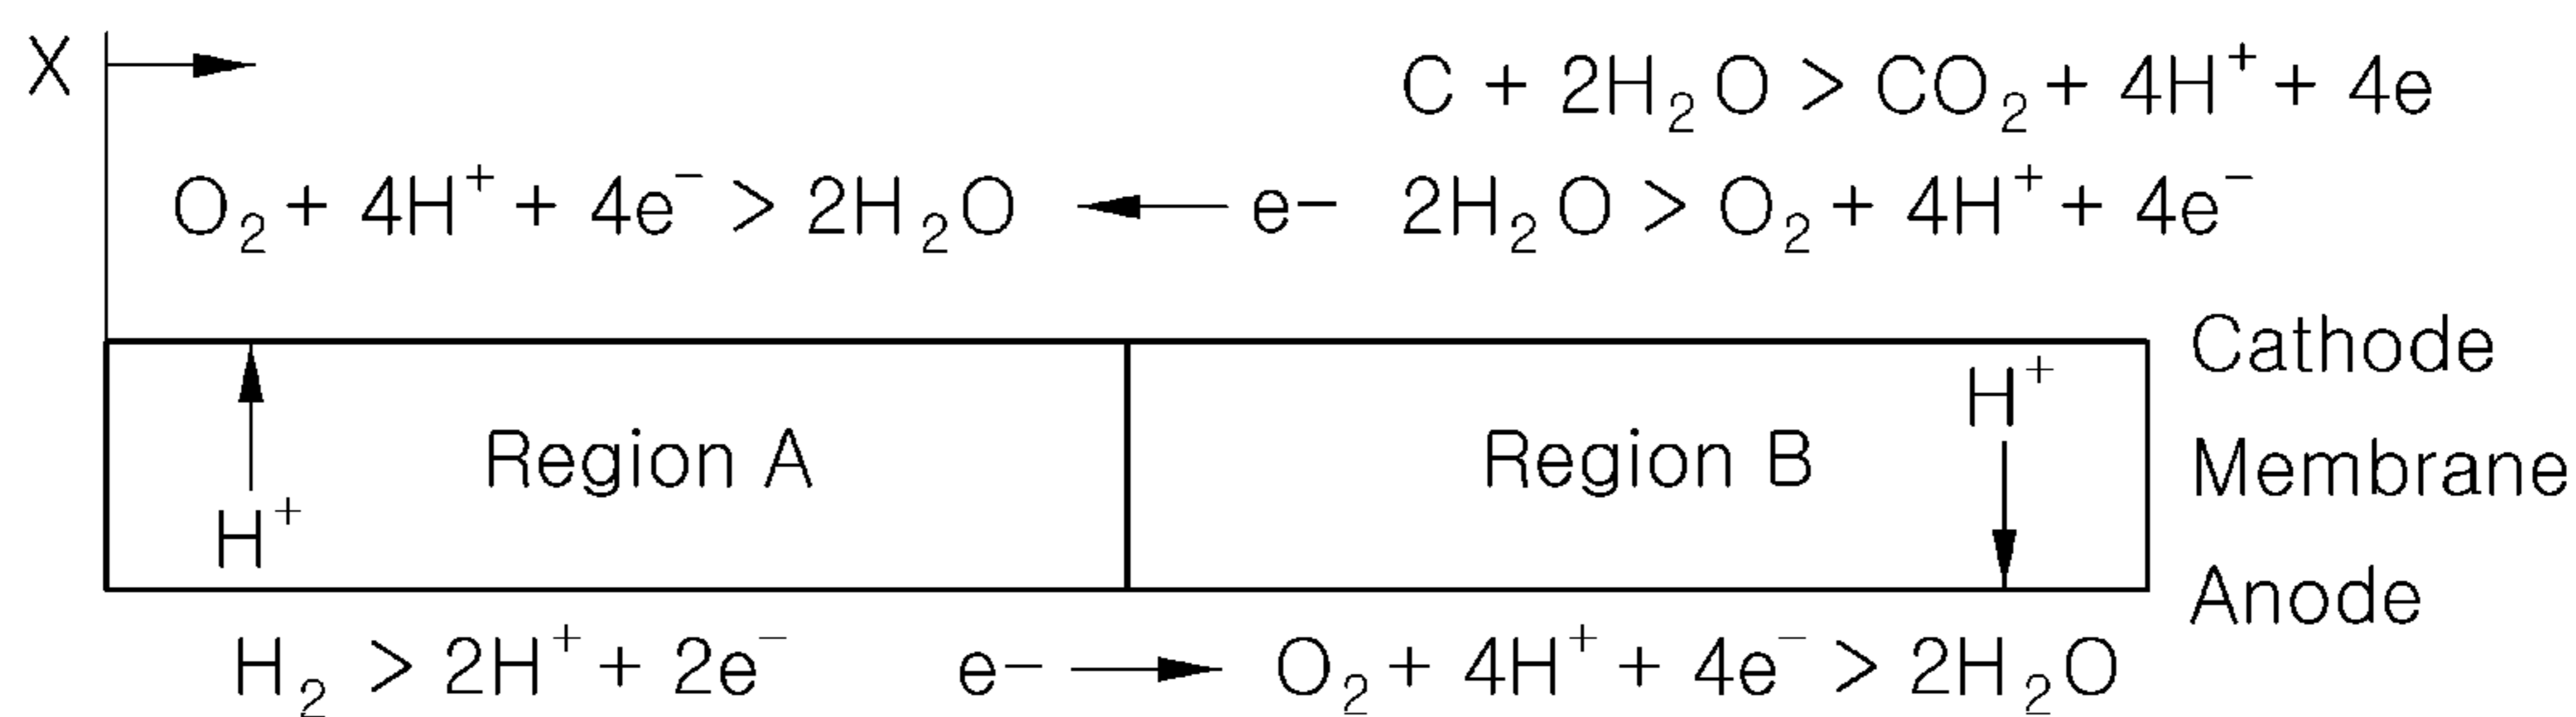 X
C + 2H₂O > CO₂ + 4H⁺ + 4e
O₂ + 4H⁺ + 4e⁻ > 2H₂O e− 2H₂O > O₂ + 4H⁺ + 4e⁻
Cathode
H⁺
Region A Region B
Membrane
H⁺
Anode
H₂ > 2H⁺ + 2e⁻ e− O₂ + 4H⁺ + 4e⁻ > 2H₂O